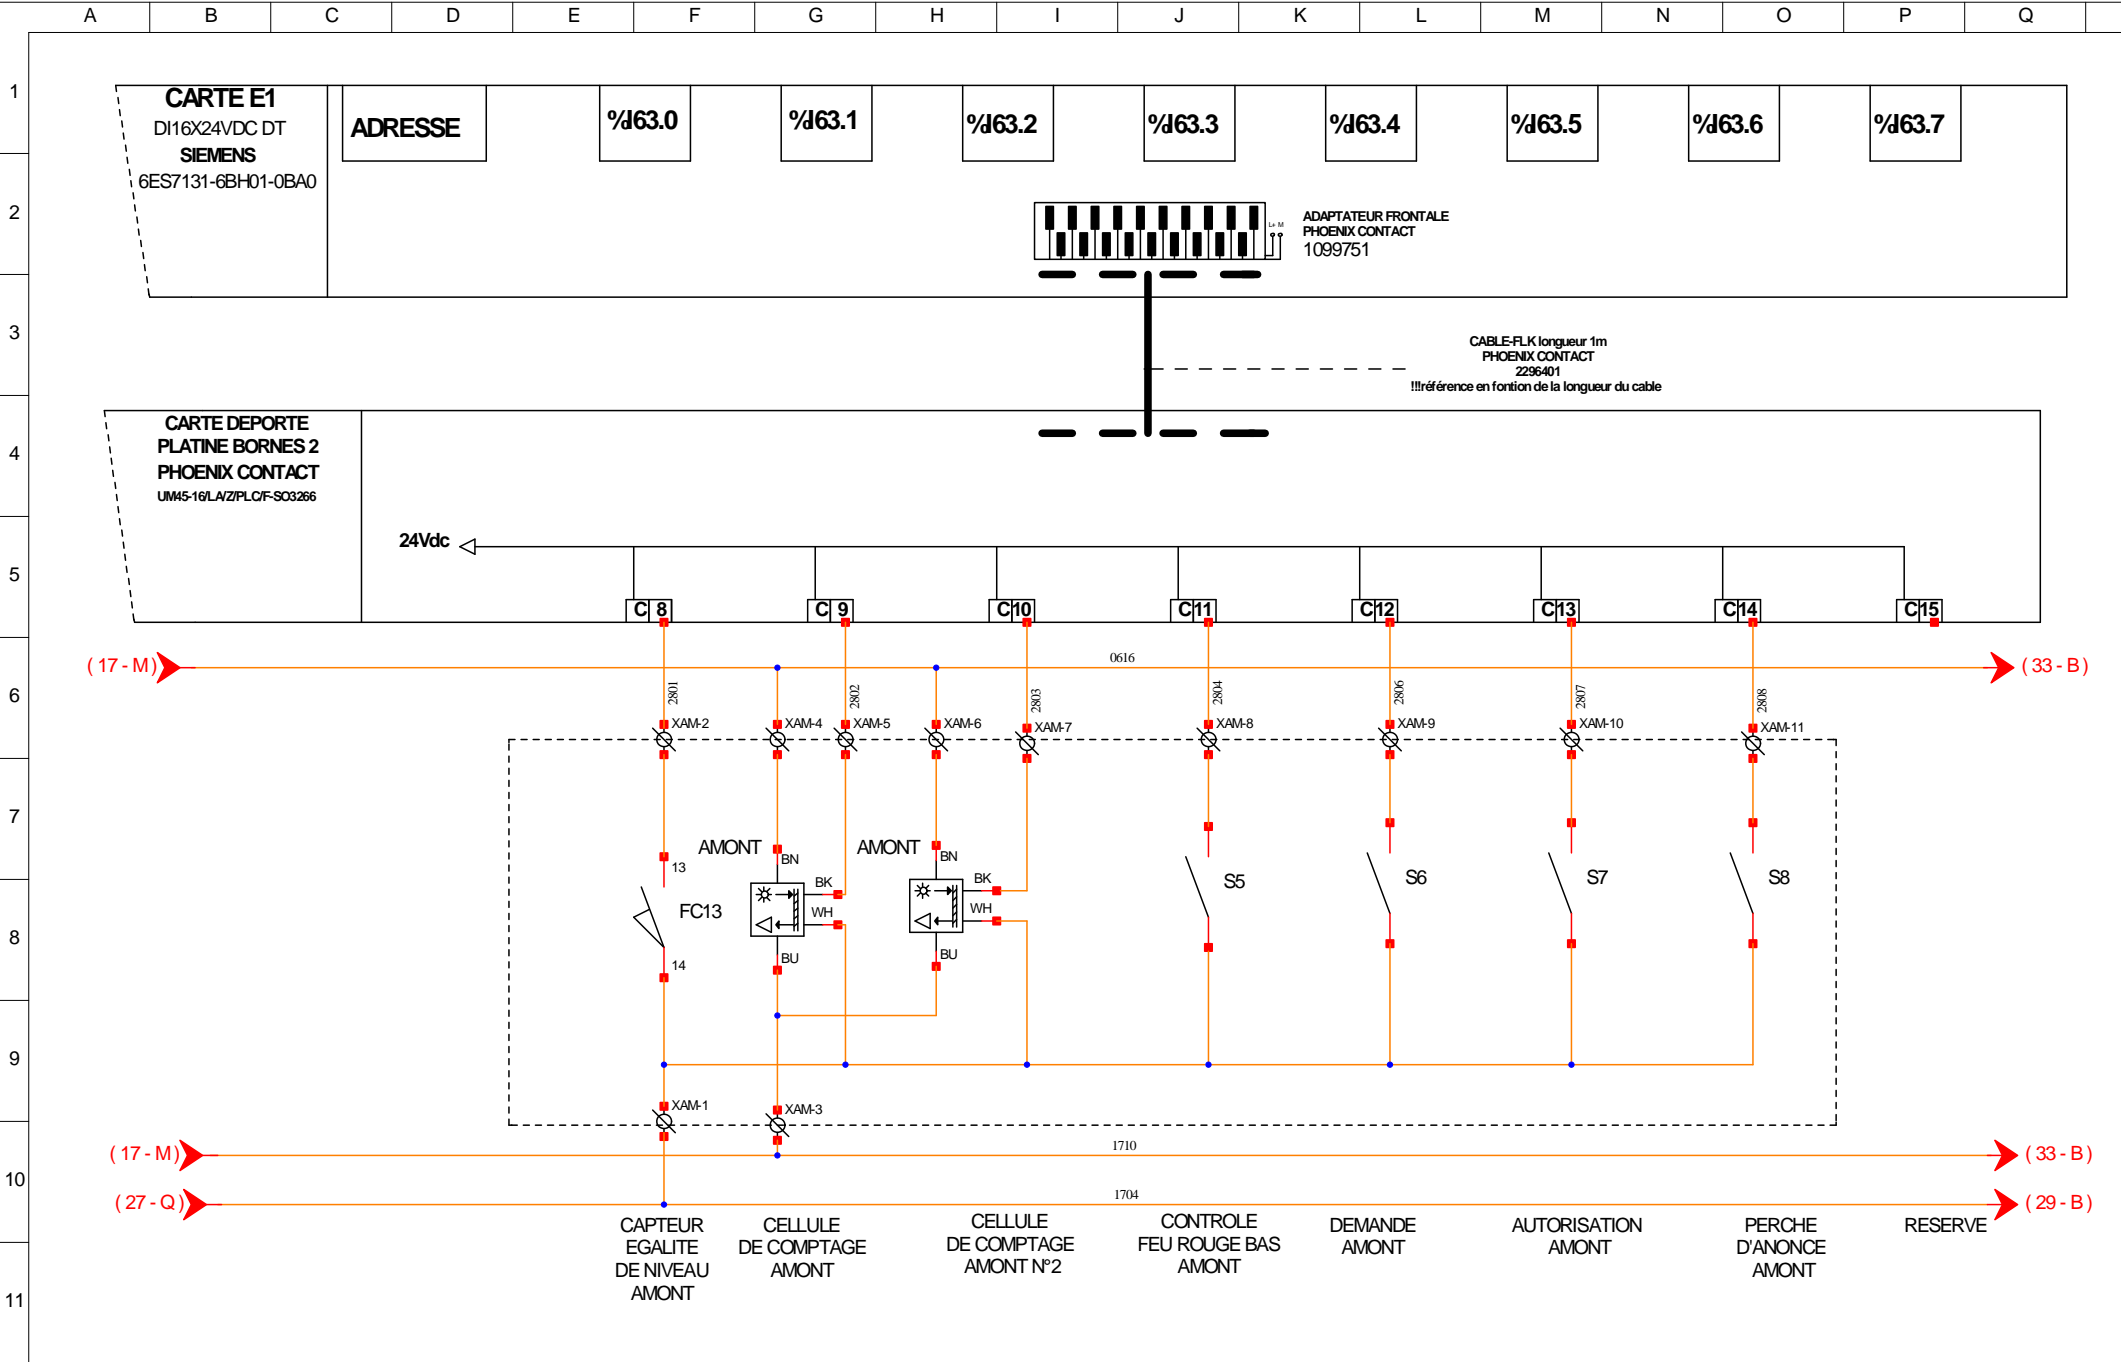 A B C D E F G H I J K L M N O P Q
1
2
3
4
5
6
7
8
9
10
11
CARTE E1
DI16X24VDC DT
SIEMENS
6ES7131-6BH01-0BA0
ADRESSE
%I63.0
%I63.1
%I63.2
%I63.3
%I63.4
%I63.5
%I63.6
%I63.7
L+ M
ADAPTATEUR FRONTALE
PHOENIX CONTACT
1099751
CABLE-FLK longueur 1m
PHOENIX CONTACT
2296401
!!!référence en fontion de la longueur du cable
CARTE DEPORTE
PLATINE BORNES 2
PHOENIX CONTACT
UM45-16/LA/Z/PLC/F-SO3266
24Vdc
C 8
C 9
C 10
C 11
C 12
C 13
C 14
C 15
( 17 - M )
0616
( 33 - B )
2801
2802
2803
2804
2806
2807
2808
XAM-2
XAM-4
XAM-5
XAM-6
XAM-7
XAM-8
XAM-9
XAM-10
XAM-11
13
FC13
14
AMONT
BN
BK
WH
BU
AMONT
BN
BK
WH
BU
S5
S6
S7
S8
XAM-1
XAM-3
( 17 - M )
1710
( 33 - B )
( 27 - Q )
1704
( 29 - B )
CAPTEUR
EGALITE
DE NIVEAU
AMONT
CELLULE
DE COMPTAGE
AMONT
CELLULE
DE COMPTAGE
AMONT N°2
CONTROLE
FEU ROUGE BAS
AMONT
DEMANDE
AMONT
AUTORISATION
AMONT
PERCHE
D'ANONCE
AMONT
RESERVE